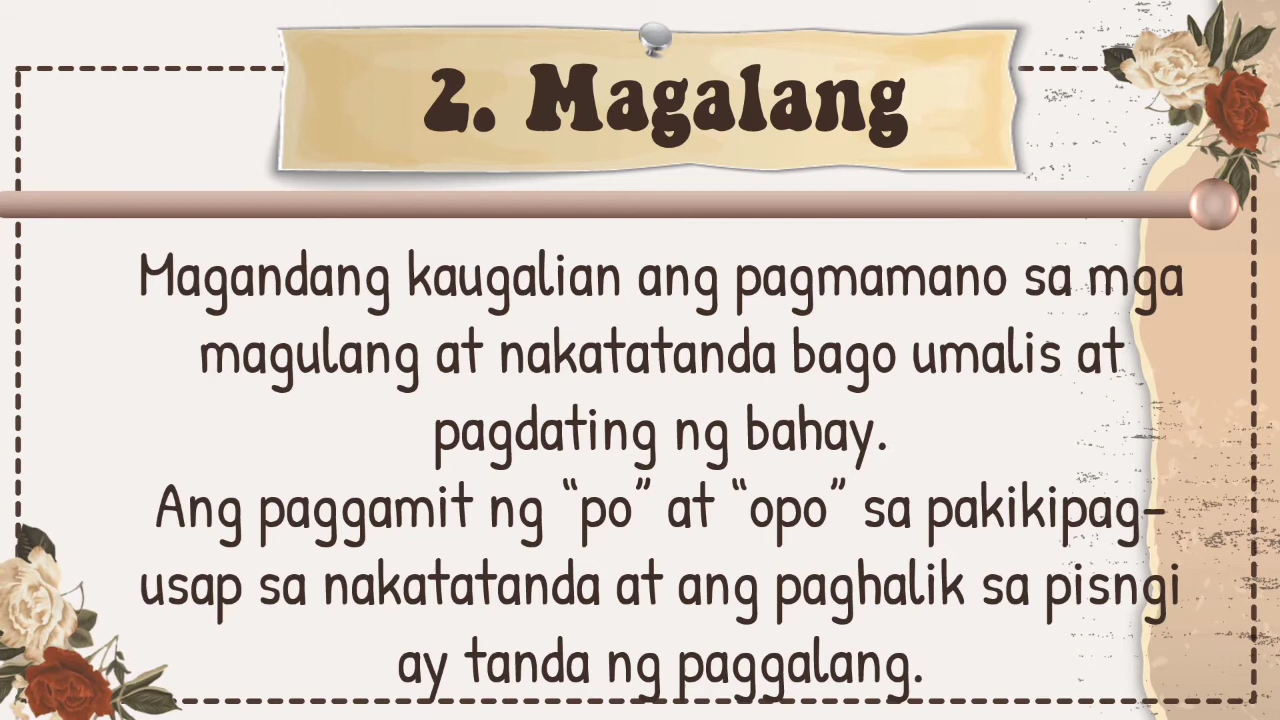 2. Magalang
Magandang kaugalian ang pagmamano sa mga
magulang at nakatatanda bago umalis at
pagdating ng bahay.
Ang paggamit ng “po” at “opo” sa pakikipag-
usap sa nakatatanda at ang paghalik sa pisngi
ay tanda ng paggalang.